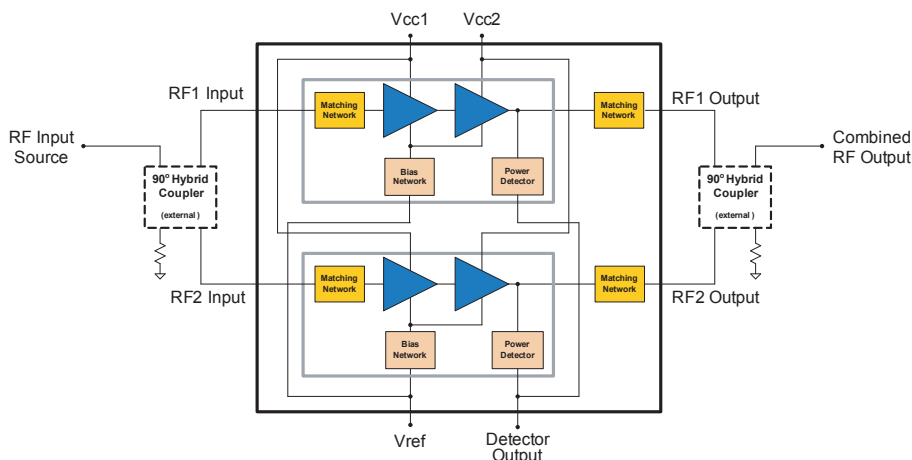 Vcc1
Vcc2
RF1 Input
Matching
Network
Matching
Network
RF1 Output
RF Input
Source
Combined
RF Output
90° Hybrid
Coupler
(external )
Bias
Network
Power
Detector
90° Hybrid
Coupler
(external )
RF2 Input
Matching
Network
Matching
Network
RF2 Output
Bias
Network
Power
Detector
Vref
Detector
Output